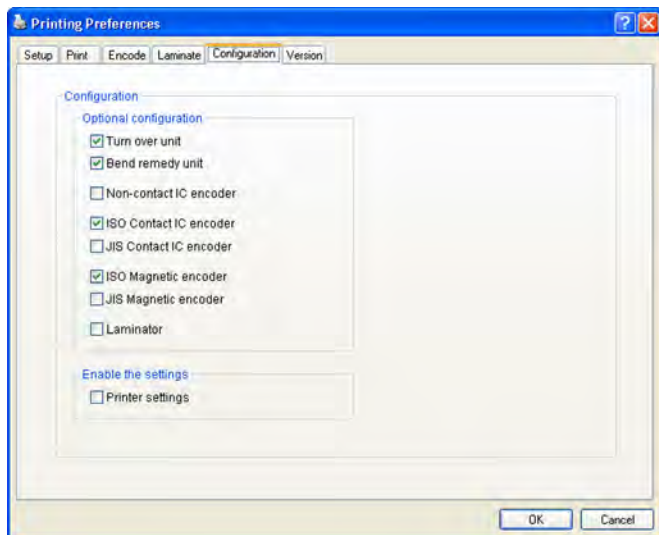 Printing Preferences
Setup Print Encode Laminate Configuration Version
Configuration
Optional configuration
Turn over unit
Bend remedy unit
Non-contact IC encoder
ISO Contact IC encoder
JIS Contact IC encoder
ISO Magnetic encoder
JIS Magnetic encoder
Laminator
Enable the settings
Printer settings
OK Cancel